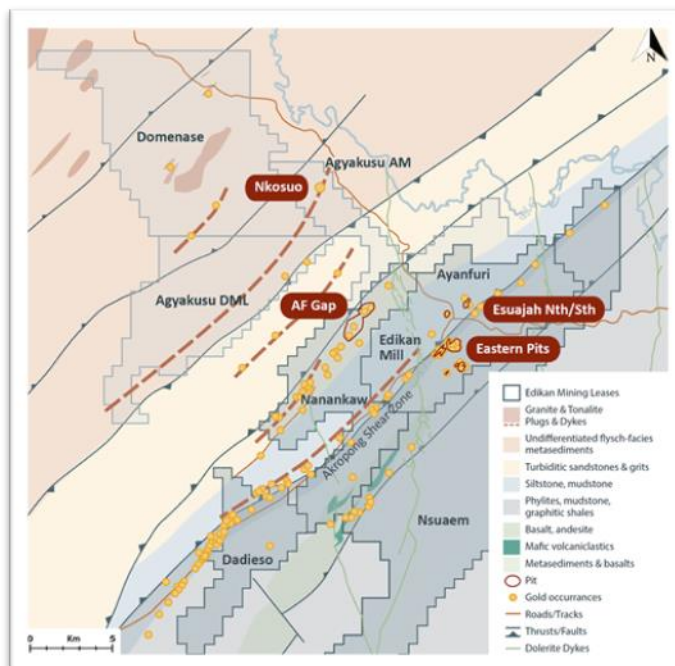 N
Domenase
Agyakusu AM
Nkosuo
Agyakusu DML
AF Gap
Ayanfuri
Esuajah Nth/Sth
Edikan
Mill
Eastern Pits
Nanankaw
Akropong Shear Zone
Nsuaem
Dadieso
Km
0
5
Edikan Mining Leases
Granite & Tonalite
Plugs & Dykes
Undifferentiated flysch-facies
metasediments
Turbiditic sandstones & grits
Siltstone, mudstone
Phylites, mudstone,
graphitic shales
Basalt, andesite
Mafic volcaniclastics
Metasediments & basalts
Pit
Gold occurrances
Roads/Tracks
Thrusts/Faults
Dolerite Dykes